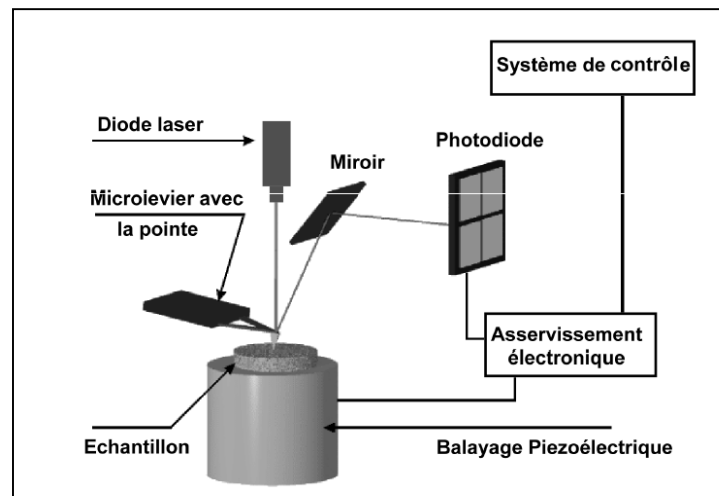 Système de contrôle
Diode laser
Photodiode
Miroir
Microlevier avec
la pointe
Asservissement
électronique
Echantillon
Balayage Piezoélectrique